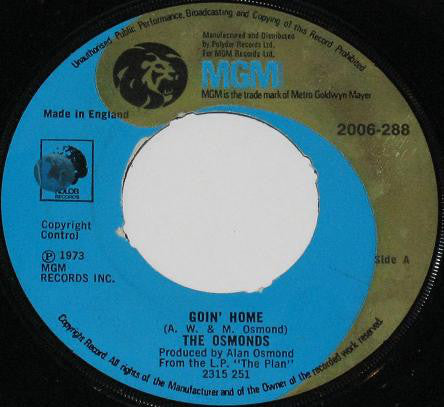 Unauthorised Public Performance, Broadcasting and Copying of this Record Prohibited
Manufactured and Distributed
by Polydor Records Ltd.
For MGM Records Ltd.
MGM
MGM is the trade mark of Metro Goldwyn Mayer
Made in England
2006-288
KOLOB
RECORDS
Copyright
Control
Side A
Ⓟ 1973
MGM
RECORDS INC.
GOIN' HOME
(A. W. & M. Osmond)
THE OSMONDS
Produced by Alan Osmond
From the L.P. "The Plan"
2315 251
Copyright Record. All rights of the Manufacturer and of the Owner of the recorded work reserved.